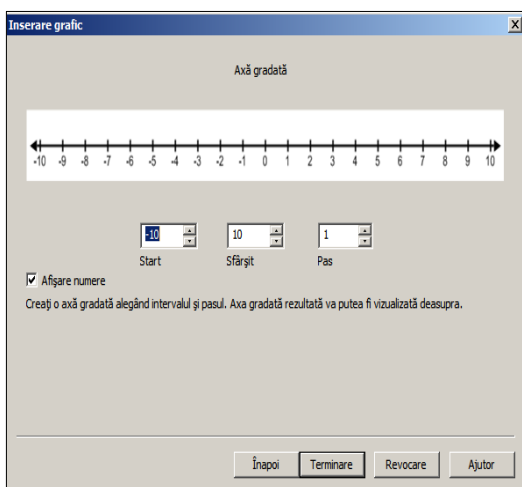 Inserare grafic
Axă gradată
-10 -9 -8 -7 -6 -5 -4 -3 -2 -1 0 1 2 3 4 5 6 7 8 9 10
-10 10 1
Start Sfârşit Pas
Afişare numere
Creaţi o axă gradată alegând intervalul şi pasul. Axa gradată rezultată va putea fi vizualizată deasupra.
Înapoi Terminare Revocare Ajutor